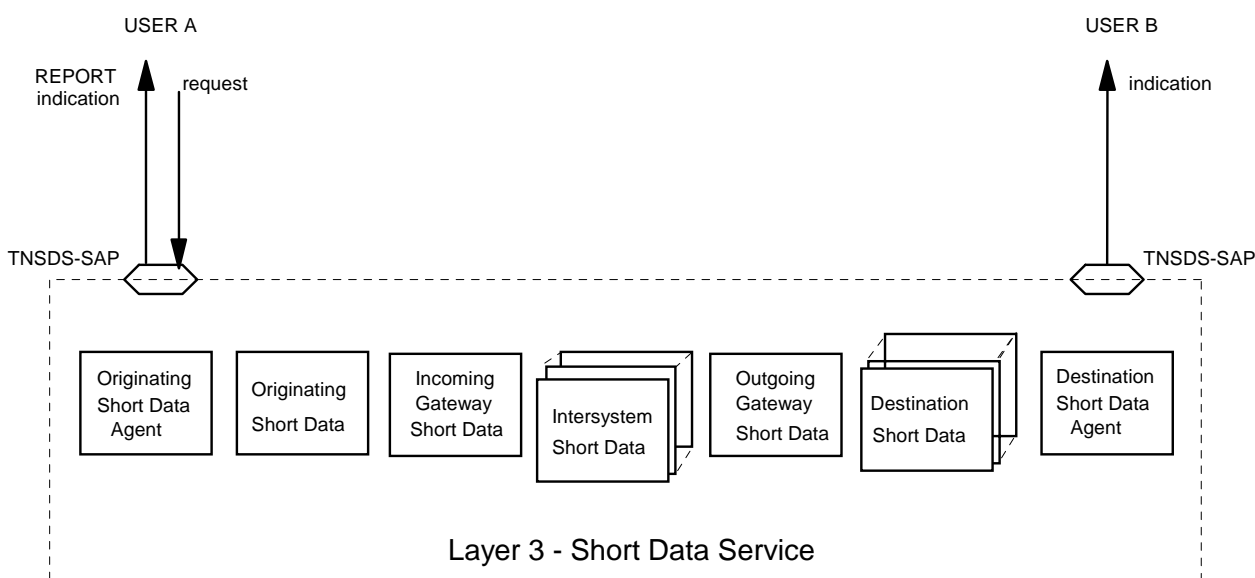 USER A
USER B
REPORT
indication
request
indication
TNSDS-SAP
TNSDS-SAP
Originating
Short Data
Agent
Originating
Short Data
Incoming
Gateway
Short Data
Intersystem
Short Data
Outgoing
Gateway
Short Data
Destination
Short Data
Destination
Short Data
Agent
Layer 3 - Short Data Service